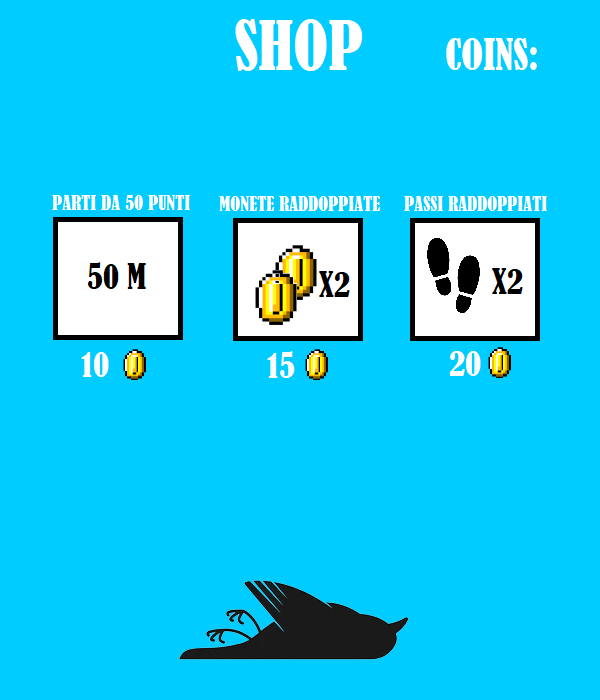 SHOP
COINS:
PARTI DA 50 PUNTI
MONETE RADDOPPIATE
PASSI RADDOPPIATI
50 M
X2
X2
10
15
20